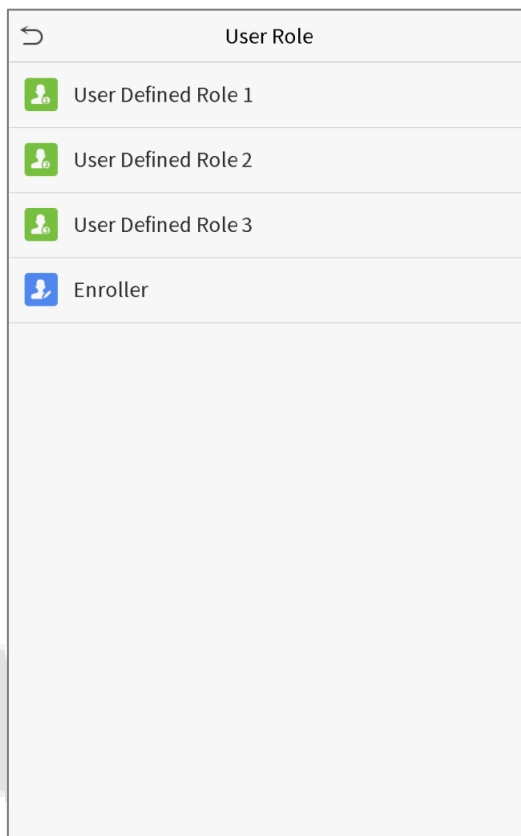 User Role
User Defined Role 1
User Defined Role 2
User Defined Role 3
Enroller